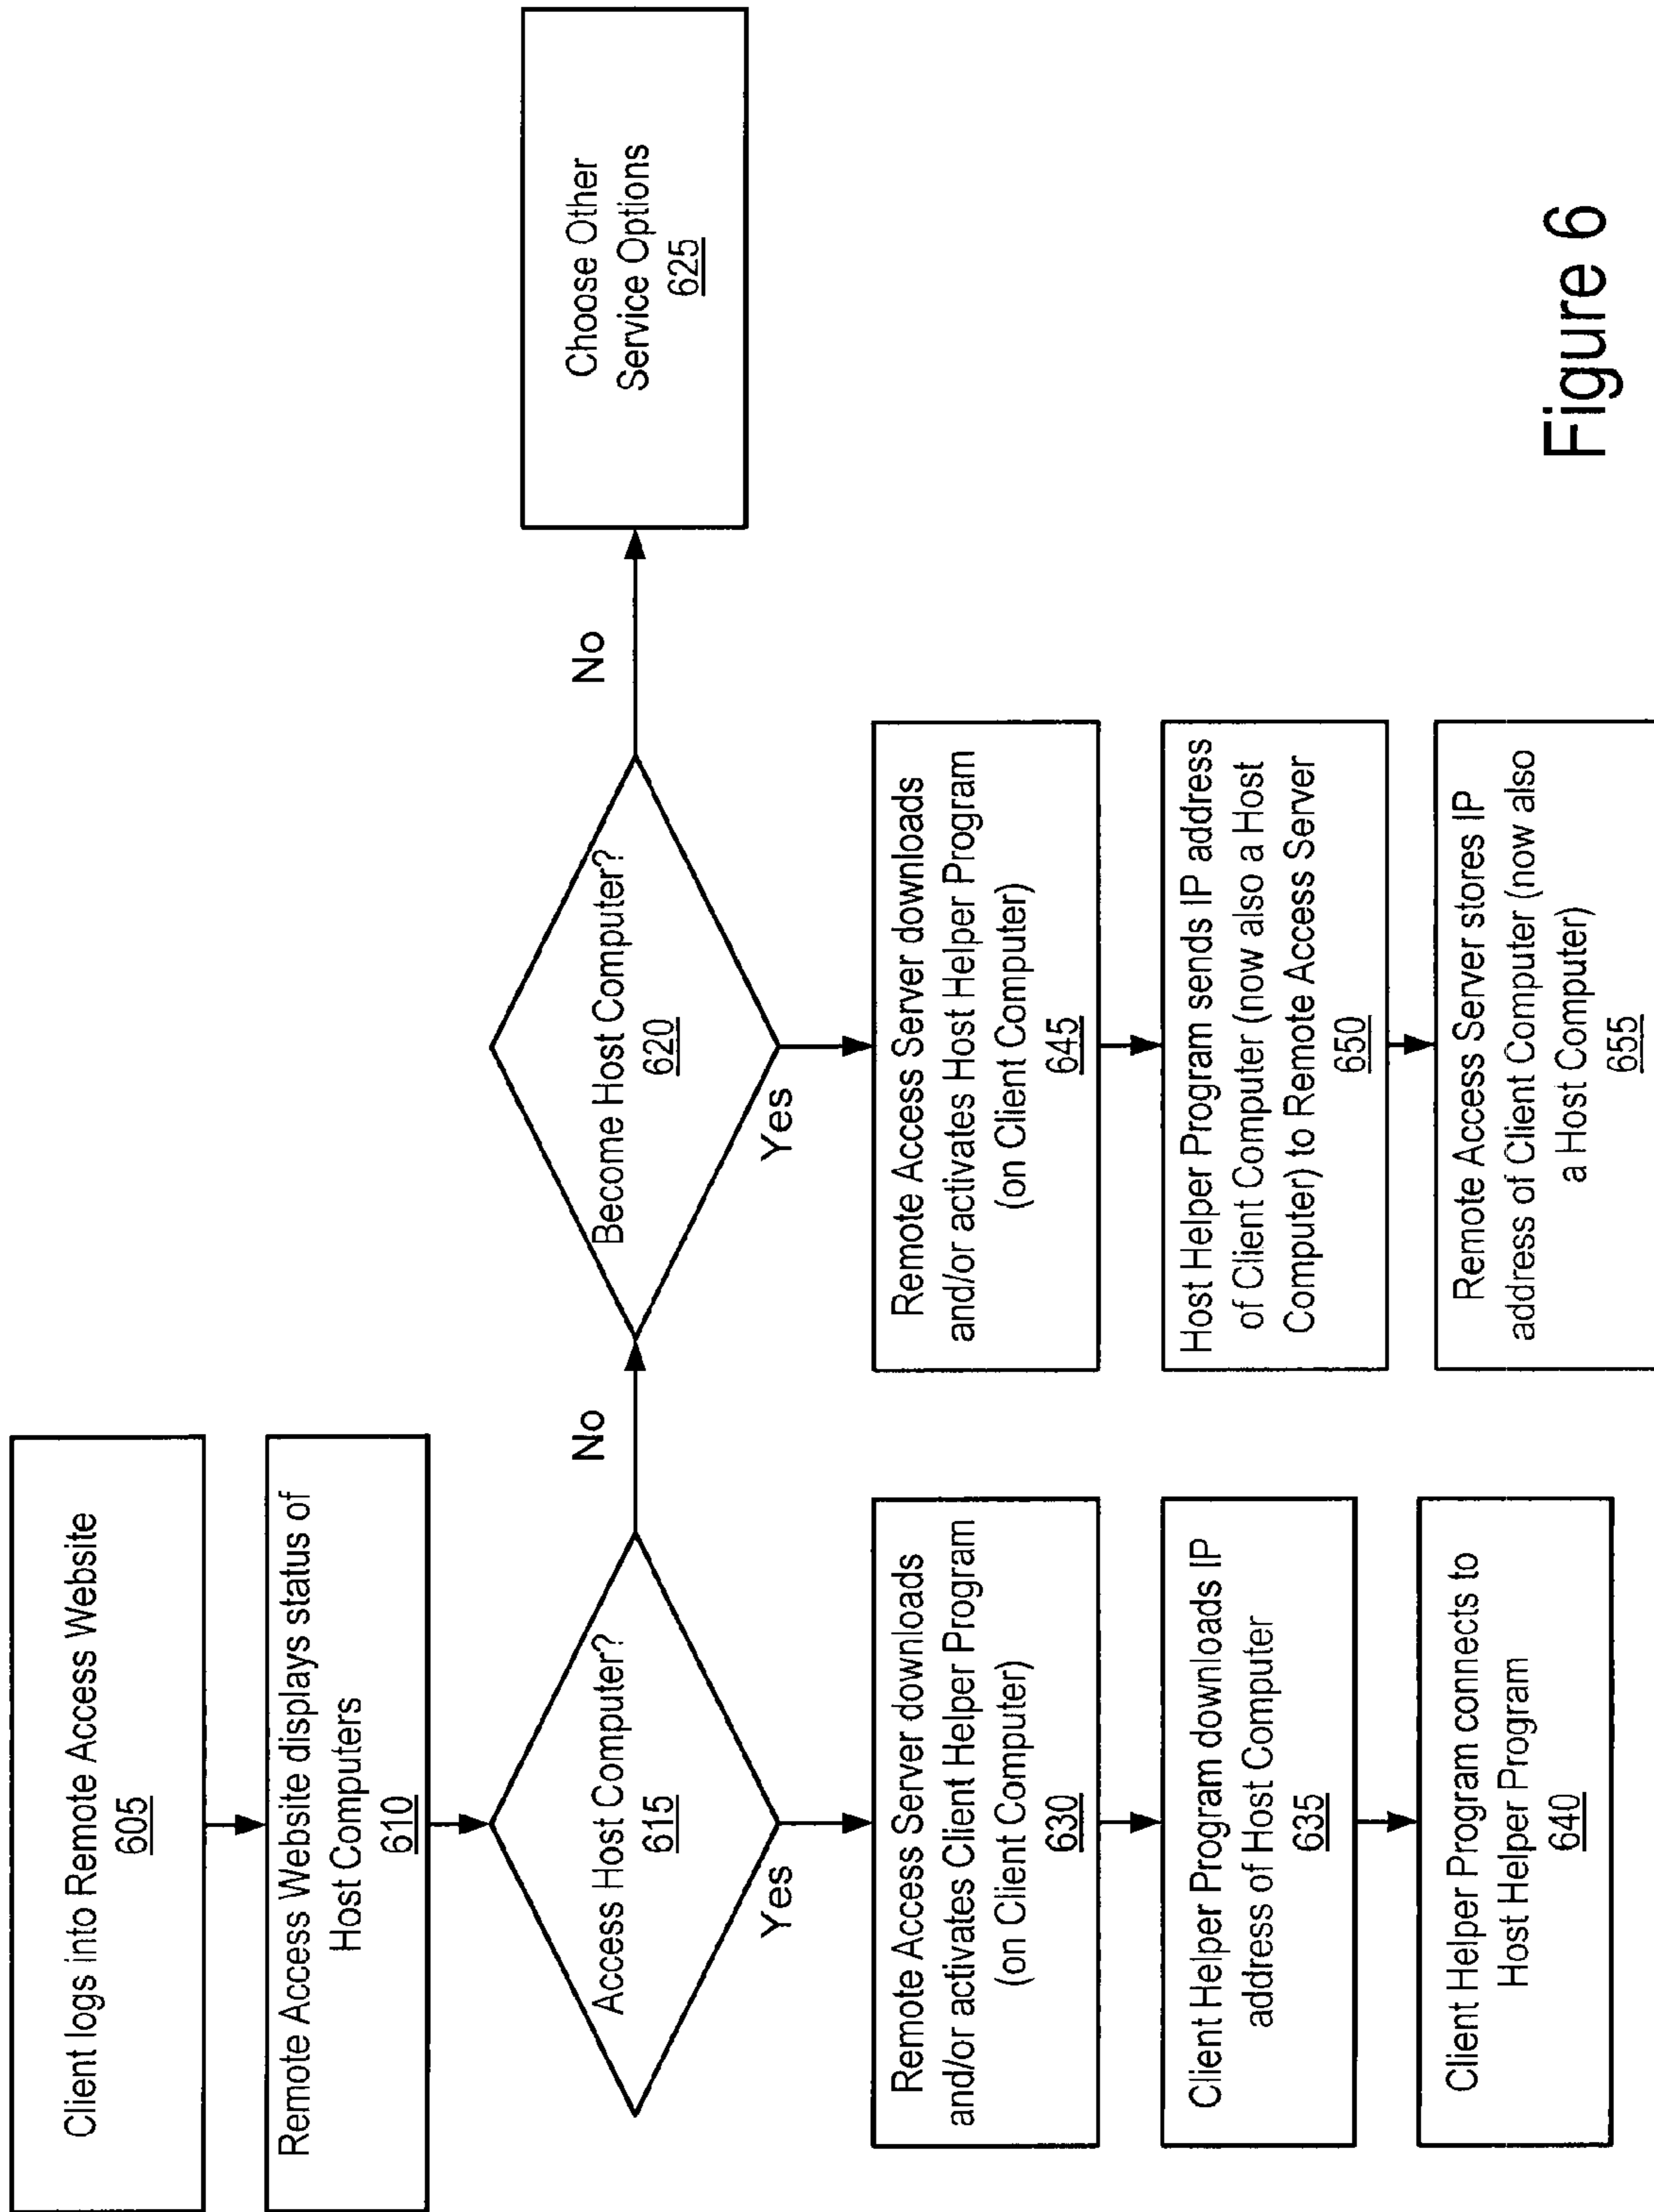 Client logs into Remote Access Website
605
Remote Access Website displays status of
Host Computers
610
Access Host Computer?
615
No
Yes
Become Host Computer?
620
No
Yes
Choose Other
Service Options
625
Remote Access Server downloads
and/or activates Client Helper Program
(on Client Computer)
630
Client Helper Program downloads IP
address of Host Computer
635
Client Helper Program connects to
Host Helper Program
640
Remote Access Server downloads
and/or activates Host Helper Program
(on Client Computer)
645
Host Helper Program sends IP address
of Client Computer (now also a Host
Computer) to Remote Access Server
650
Remote Access Server stores IP
address of Client Computer (now also
a Host Computer)
655
Figure 6